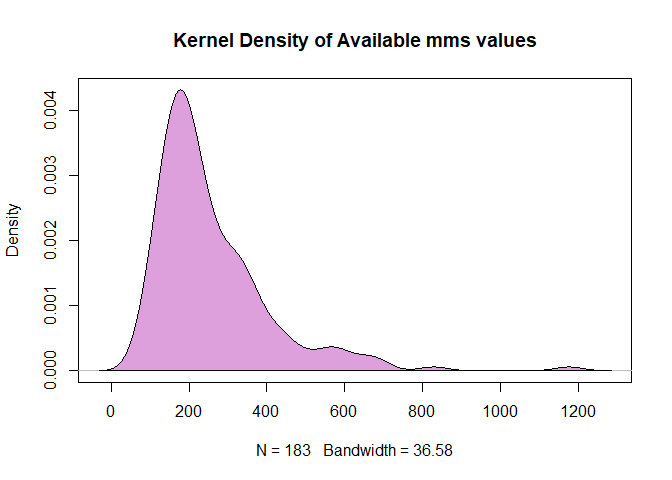 Kernel Density of Available mms values
Density
0.000
0.001
0.002
0.003
0.004
0 200 400 600 800 1000 1200
N = 183 Bandwidth = 36.58